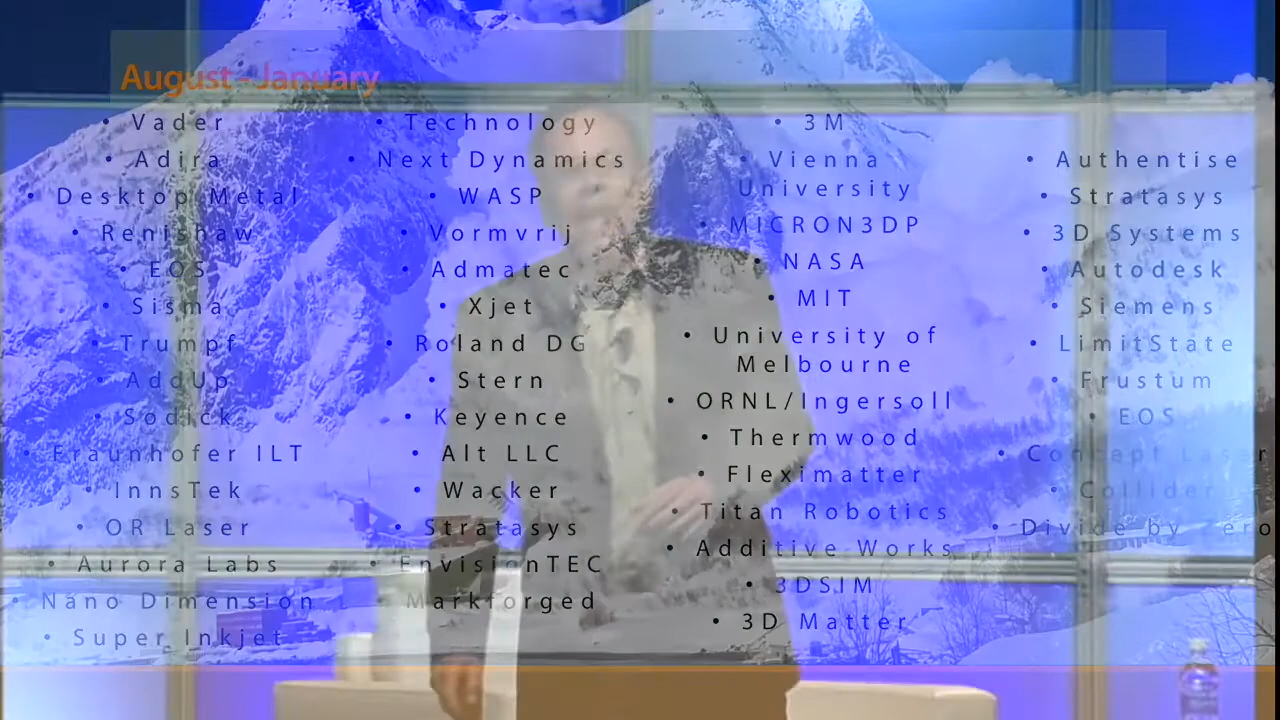 August - January
• Vader
• Adira
• Desktop Metal
• Renishaw
• EOS
• Sisma
• Trumpf
• AddUp
• Sodick
• Fraunhofer ILT
• InnsTek
• OR Laser
• Aurora Labs
• Nano Dimension
• Super Inkjet
• Technology
• Next Dynamics
• WASP
• Vormvrij
• Admatec
• Xjet
• Roland DG
• Stern
• Keyence
• Alt LLC
• Wacker
• Stratasys
• EnvisionTEC
• Markforged
• 3M
• Vienna
University
• MICRON3DP
• NASA
• MIT
• University of
Melbourne
• ORNL/Ingersoll
• Thermwood
• Fleximatter
• Titan Robotics
• Additive Works
• 3DSIM
• 3D Matter
• Authentise
• Stratasys
• 3D Systems
• Autodesk
• Siemens
• LimitState
• Frustum
• EOS
• Concept Laser
• Collider
• Divide by Zero